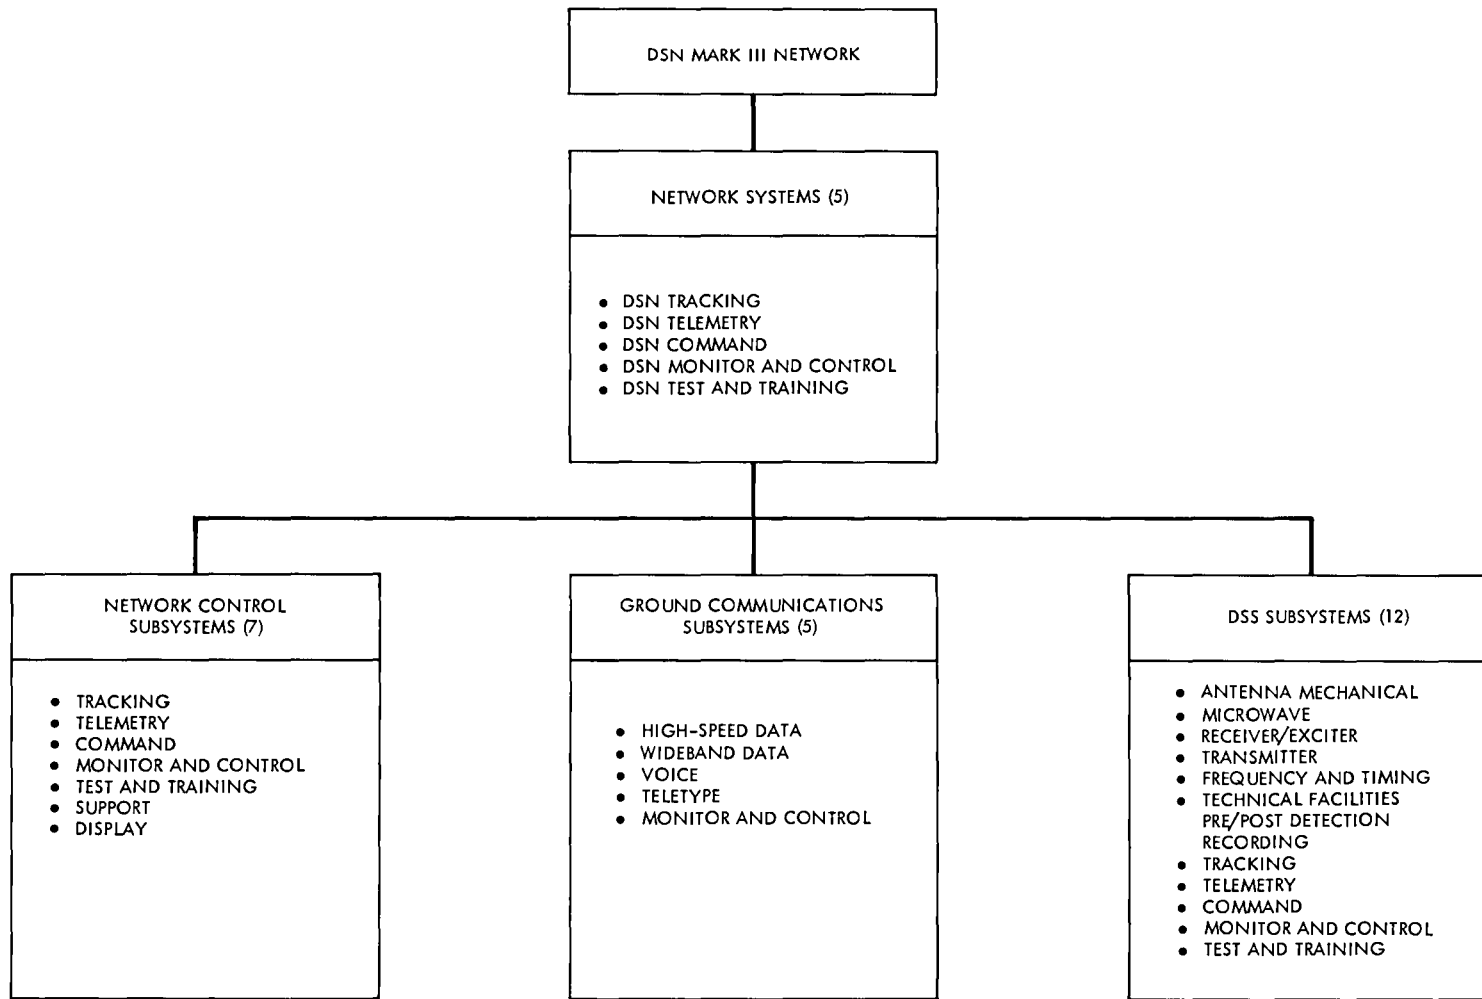 DSN MARK III NETWORK
NETWORK SYSTEMS (5)
• DSN TRACKING
• DSN TELEMETRY
• DSN COMMAND
• DSN MONITOR AND CONTROL
• DSN TEST AND TRAINING
NETWORK CONTROL
SUBSYSTEMS (7)
• TRACKING
• TELEMETRY
• COMMAND
• MONITOR AND CONTROL
• TEST AND TRAINING
• SUPPORT
• DISPLAY
GROUND COMMUNICATIONS
SUBSYSTEMS (5)
• HIGH-SPEED DATA
• WIDEBAND DATA
• VOICE
• TELETYPE
• MONITOR AND CONTROL
DSS SUBSYSTEMS (12)
• ANTENNA MECHANICAL
• MICROWAVE
• RECEIVER/EXCITER
• TRANSMITTER
• FREQUENCY AND TIMING
• TECHNICAL FACILITIES
PRE/POST DETECTION
RECORDING
• TRACKING
• TELEMETRY
• COMMAND
• MONITOR AND CONTROL
• TEST AND TRAINING